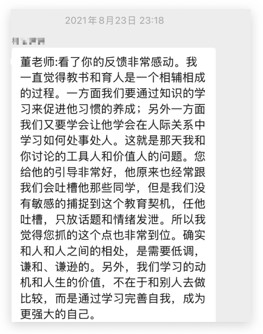 2021年8月23日 23:18
董老师:看了你的反馈非常感动。我
一直觉得教书和育人是一个相辅相成
的过程。一方面我们要通过知识的学
习来促进他习惯的养成；另外一方面
我们又要学会让他学会在人际关系中
学习如何处事处人。这就是那天我和
你讨论的工具人和价值人的问题。您
给他的引导非常好，他原来也经常跟
我们会吐槽他那些同学，但是我们没
有敏感的捕捉到这个教育契机，任他
吐槽，只放话题和情绪发泄。所以我
觉得您抓的这个点也非常到位。确实
和人和人之间的相处，是需要低调，
谦和、谦逊的。另外，我们学习的动
机和人生的价值，不在于和别人去做
比较，而是通过学习完善自我，成为
更强大的自己。